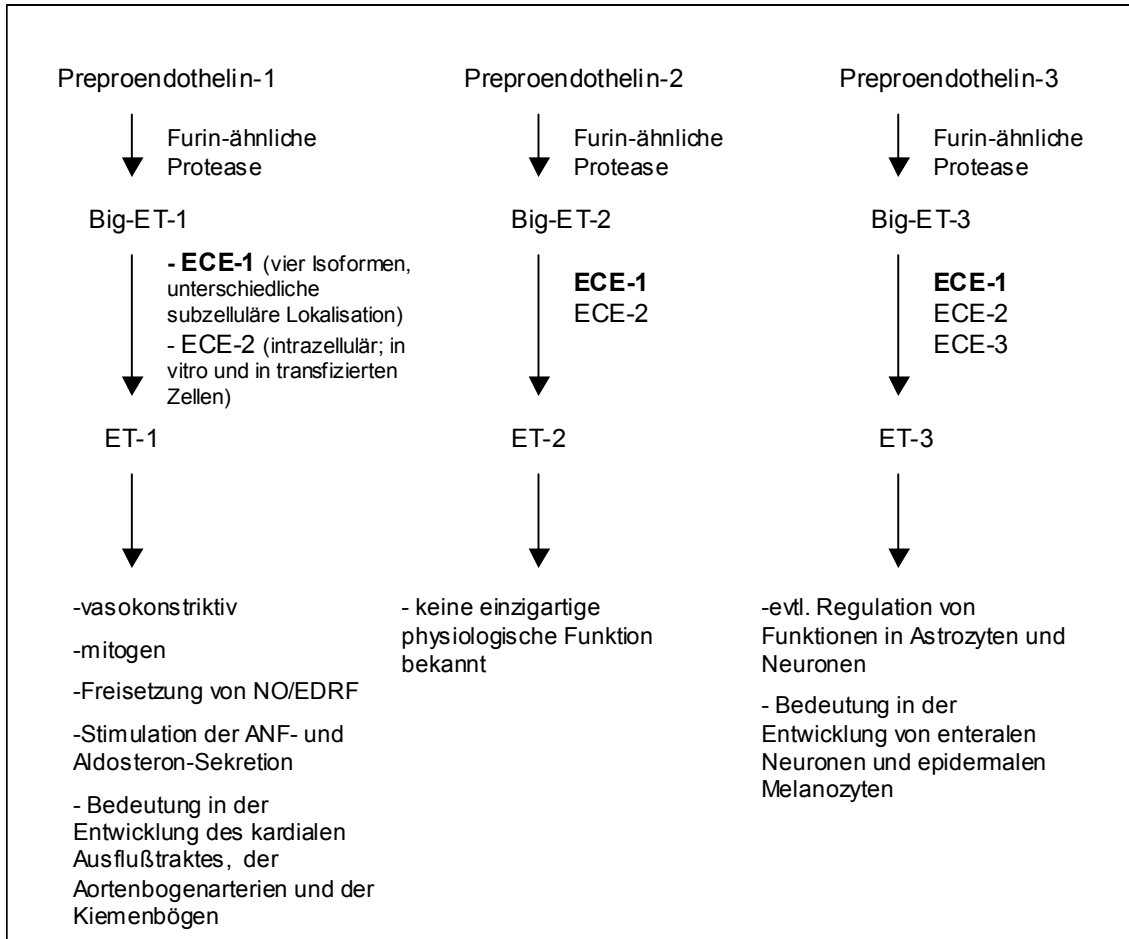 Preproendothelin-1
Furin-ähnliche
Protease
Big-ET-1
- ECE-1 (vier Isoformen,
unterschiedliche
subzelluläre Lokalisation)
- ECE-2 (intrazellulär; in
vitro und in transfizierten
Zellen)
ET-1
-vasokonstriktiv
-mitogen
-Freisetzung von NO/EDRF
-Stimulation der ANF- und
Aldosteron-Sekretion
- Bedeutung in der
Entwicklung des kardialen
Ausflußtraktes, der
Aortenbogenarterien und der
Kiemenbögen
Preproendothelin-2
Furin-ähnliche
Protease
Big-ET-2
ECE-1
ECE-2
ET-2
- keine einzigartige
physiologische Funktion
bekannt
Preproendothelin-3
Furin-ähnliche
Protease
Big-ET-3
ECE-1
ECE-2
ECE-3
ET-3
-evtl. Regulation von
Funktionen in Astrozyten und
Neuronen
- Bedeutung in der
Entwicklung von enteralen
Neuronen und epidermalen
Melanozyten